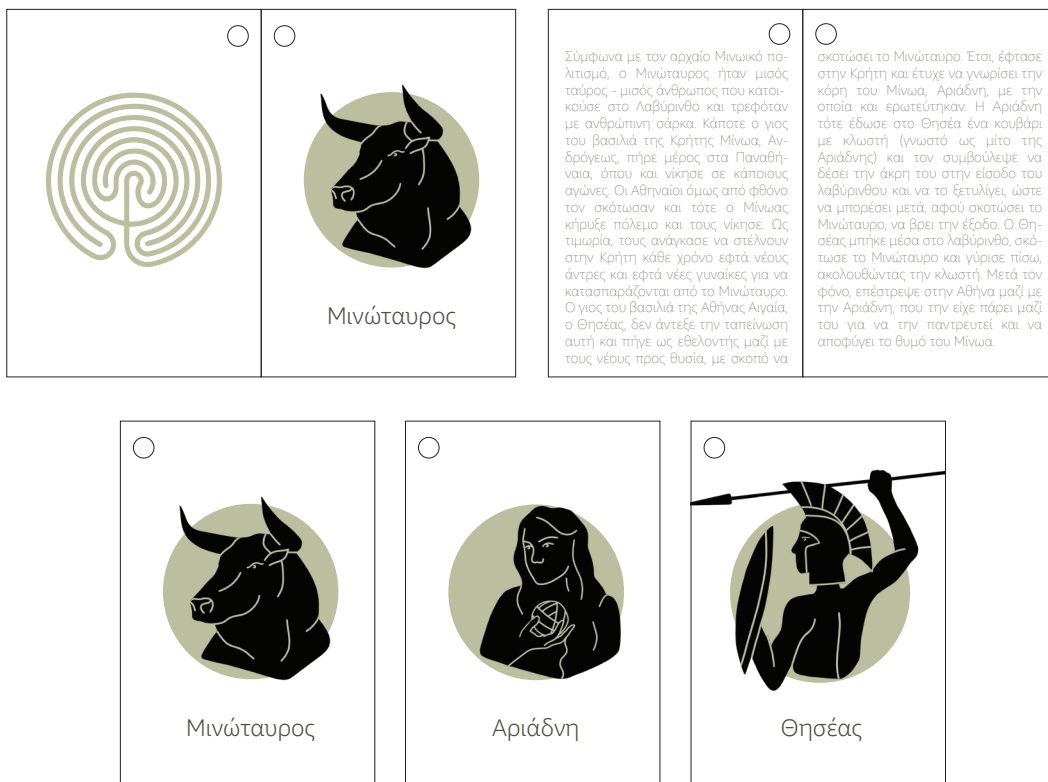 Μινώταυρος
Σύμφωνα με τον αρχαίο Μινωικό πο-
λιτισμό, ο Μινώταυρος ήταν μισός
ταύρος - μισός άνθρωπος που κατοι-
κούσε στο Λαβύρινθο και τρεφόταν
με ανθρώπινη σάρκα. Κάποτε ο γιος
του βασιλιά της Κρήτης Μίνωα, Αν-
δρόγεως, πήρε μέρος στα Παναθή-
ναια, όπου και νίκησε σε κάποιους
αγώνες. Οι Αθηναίοι όμως από φθόνο
τον σκότωσαν και τότε ο Μίνωας
κήρυξε πόλεμο και τους νίκησε. Ως
τιμωρία, τους ανάγκασε να στέλνουν
στην Κρήτη κάθε χρόνο εφτά νέους
άντρες και εφτά νέες γυναίκες για να
κατασπαράζονται από το Μινώταυρο.
Ο γιος του βασιλιά της Αθήνας Αιγαία,
ο Θησέας, δεν άντεξε την ταπείνωση
αυτή και πήγε ως εθελοντής μαζί με
τους νέους προς θυσία, με σκοπό να
σκοτώσει το Μινώταυρο. Έτσι, έφτασε
στην Κρήτη και έτυχε να γνωρίσει την
κόρη του Μίνωα, Αριάδνη, με την
οποία και ερωτεύτηκαν. Η Αριάδνη
τότε έδωσε στο Θησέα ένα κουβάρι
με κλωστή (γνωστό ως μίτο της
Αριάδνης) και τον συμβούλεψε να
δέσει την άκρη του στην είσοδο του
λαβύρινθου και να το ξετυλίγει, ώστε
να μπορέσει μετά, αφού σκοτώσει το
Μινώταυρο, να βρει την έξοδο. Ο Θη-
σέας μπήκε μέσα στο λαβύρινθο, σκό-
τωσε το Μινώταυρο και γύρισε πίσω,
ακολουθώντας την κλωστή. Μετά τον
φόνο, επέστρεψε στην Αθήνα μαζί με
την Αριάδνη, που την είχε πάρει μαζί
του για να την παντρευτεί και να
αποφύγει το θυμό του Μίνωα.
Μινώταυρος
Αριάδνη
Θησέας